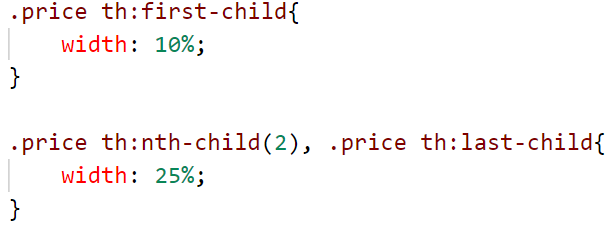 .price th:first-child{
    width: 10%;
}

.price th:nth-child(2), .price th:last-child{
    width: 25%;
}